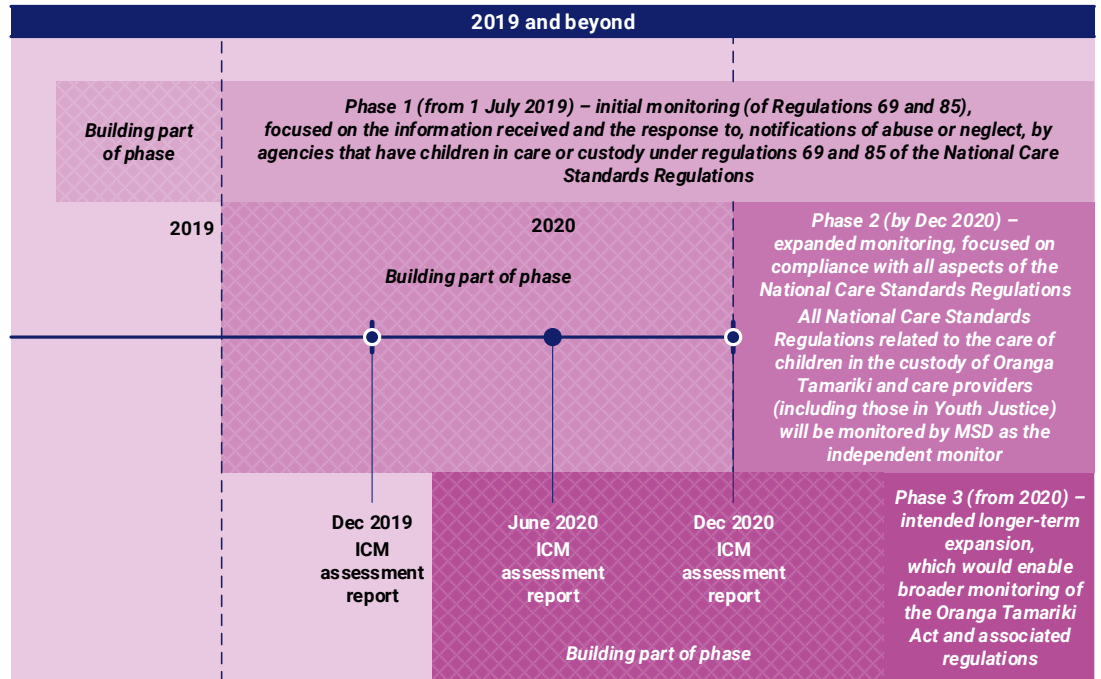 2019 and beyond
Building part
of phase
Phase 1 (from 1 July 2019) – initial monitoring (of Regulations 69 and 85),
focused on the information received and the response to, notifications of abuse or neglect, by
agencies that have children in care or custody under regulations 69 and 85 of the National Care
Standards Regulations
2019
2020
Building part of phase
Phase 2 (by Dec 2020) –
expanded monitoring, focused on
compliance with all aspects of the
National Care Standards Regulations
All National Care Standards
Regulations related to the care of
children in the custody of Oranga
Tamariki and care providers
(including those in Youth Justice)
will be monitored by MSD as the
independent monitor
Dec 2019
ICM
assessment
report
June 2020
ICM
assessment
report
Dec 2020
ICM
assessment
report
Building part of phase
Phase 3 (from 2020) –
intended longer-term
expansion,
which would enable
broader monitoring of
the Oranga Tamariki
Act and associated
regulations